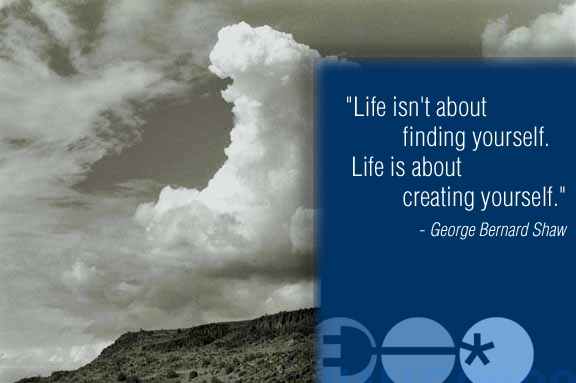 "Life isn't about
finding yourself.
Life is about
creating yourself."
- George Bernard Shaw